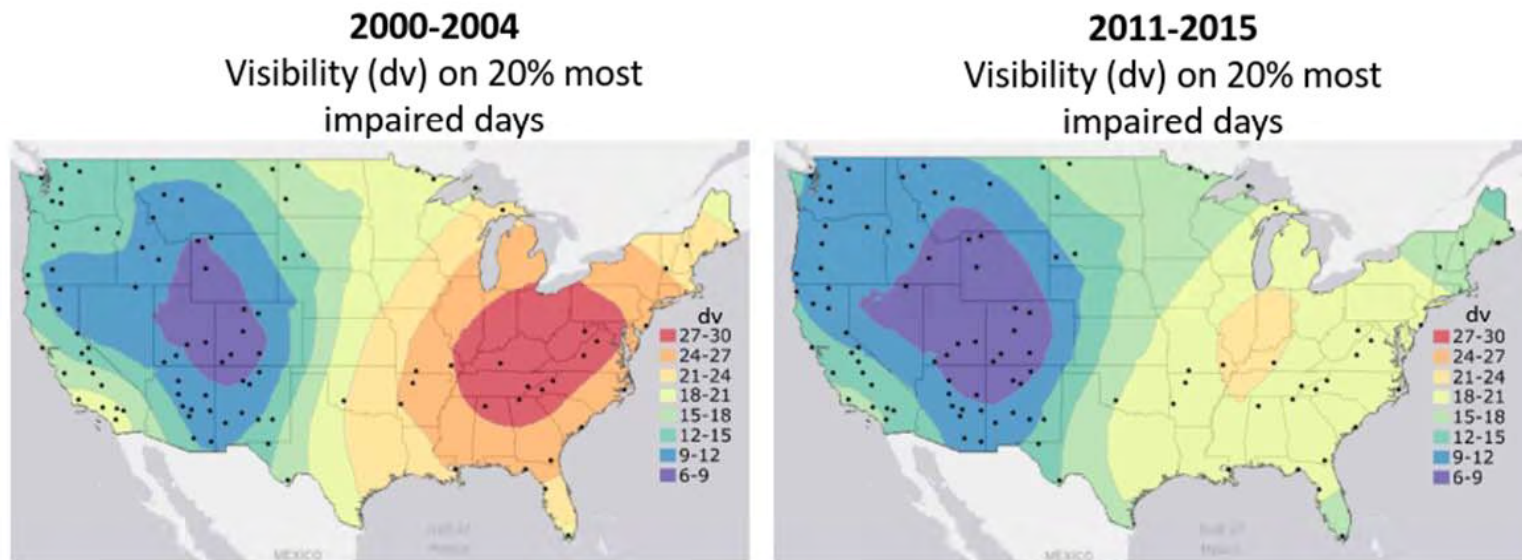 2000-2004
Visibility (dv) on 20% most
impaired days
dv
27-30
24-27
21-24
18-21
15-18
12-15
9-12
6-9
MEXICO
2011-2015
Visibility (dv) on 20% most
impaired days
dv
27-30
24-27
21-24
18-21
15-18
12-15
9-12
6-9
MEXICO